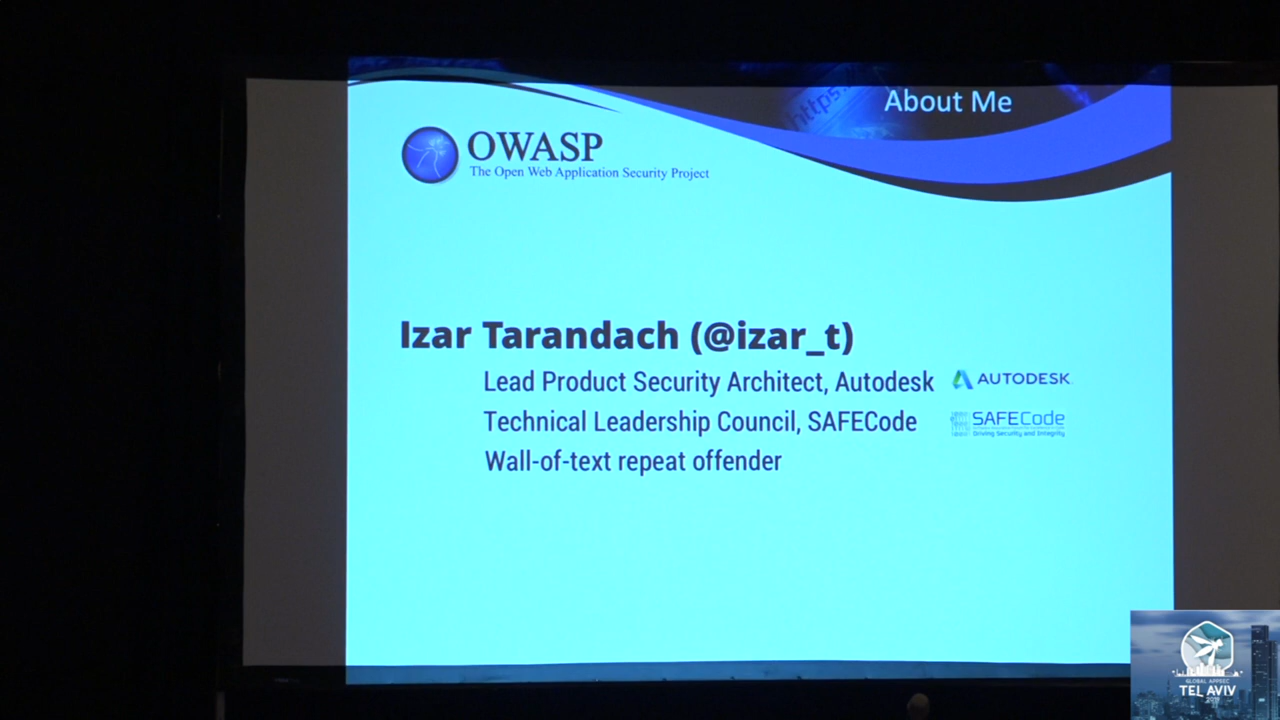 https:
About Me
OWASP
The Open Web Application Security Project
Izar Tarandach (@izar_t)
Lead Product Security Architect, Autodesk
AUTODESK.
Technical Leadership Council, SAFECode
SAFECode
Driving Security and Integrity
Wall-of-text repeat offender
GLOBAL APPSEC
TEL AVIV